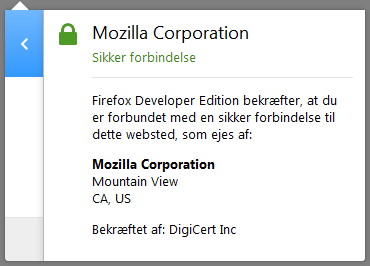 Mozilla Corporation
Sikker forbindelse
Firefox Developer Edition bekræfter, at du
er forbundet med en sikker forbindelse til
dette websted, som ejes af:
Mozilla Corporation
Mountain View
CA, US
Bekræftet af: DigiCert Inc